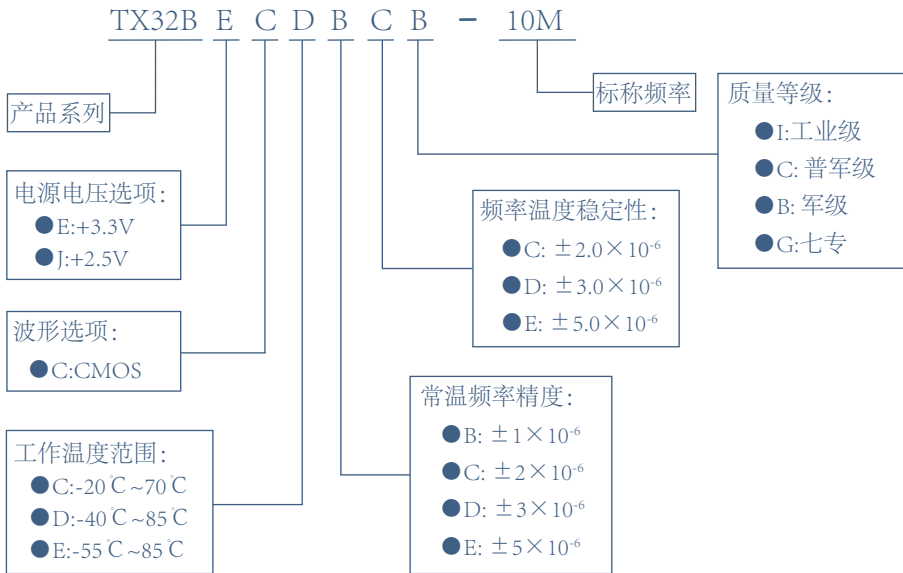 TX32B E C D B C B - 10M
产品系列
标称频率
质量等级:
●I:工业级
●C: 普军级
●B: 军级
●G:七专
电源电压选项:
●E:+3.3V
●J:+2.5V
频率温度稳定性:
●C: ±2.0×10⁻⁶
●D: ±3.0×10⁻⁶
●E: ±5.0×10⁻⁶
波形选项:
●C:CMOS
常温频率精度:
●B: ±1×10⁻⁶
●C: ±2×10⁻⁶
●D: ±3×10⁻⁶
●E: ±5×10⁻⁶
工作温度范围:
●C:-20℃~70℃
●D:-40℃~85℃
●E:-55℃~85℃